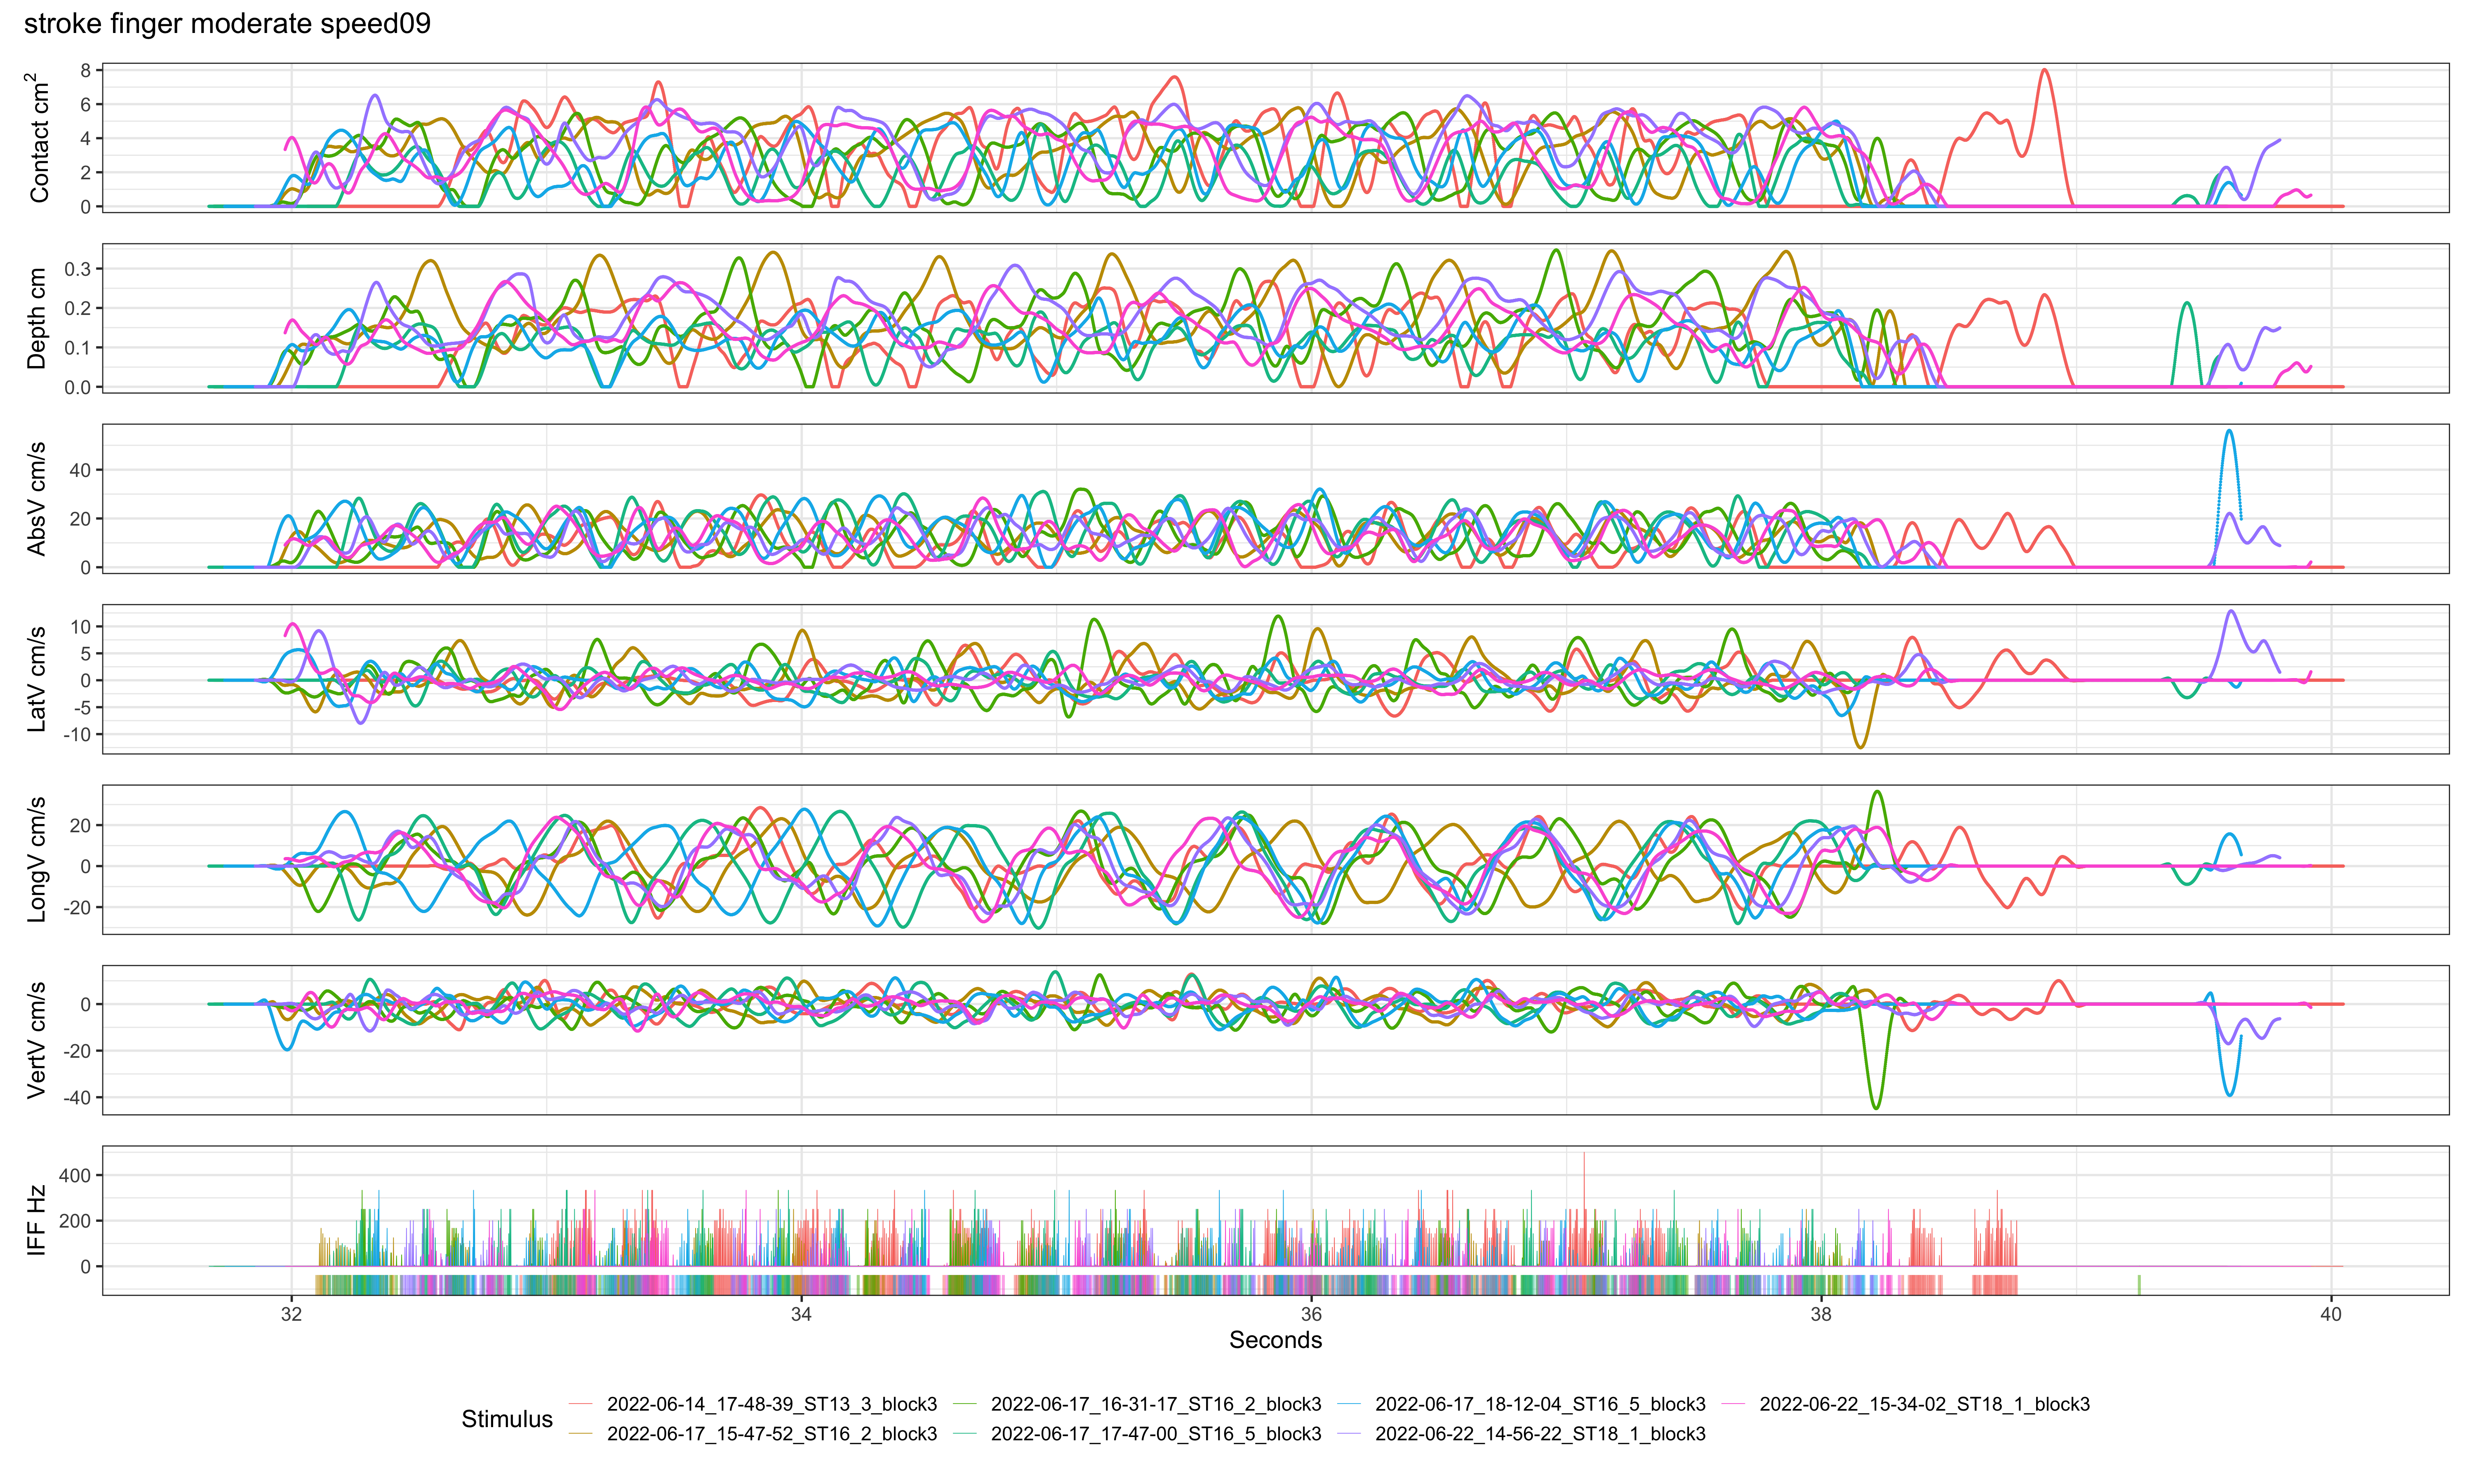 stroke finger moderate speed09
Contact cm²
8
6
4
2
0
Depth cm
0.3
0.2
0.1
0.0
AbsV cm/s
40
20
0
LatV cm/s
10
5
0
-5
-10
LongV cm/s
20
0
-20
VertV cm/s
0
-20
-40
IFF Hz
400
200
0
32 34 36 38 40
Seconds
Stimulus
2022-06-14_17-48-39_ST13_3_block3 2022-06-17_16-31-17_ST16_2_block3 2022-06-17_18-12-04_ST16_5_block3 2022-06-22_15-34-02_ST18_1_block3
2022-06-17_15-47-52_ST16_2_block3 2022-06-17_17-47-00_ST16_5_block3 2022-06-22_14-56-22_ST18_1_block3